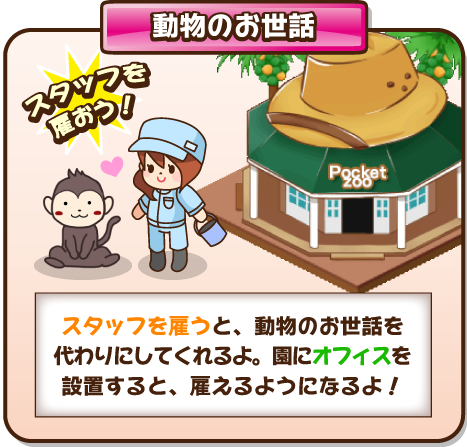 動物のお世話
スタッフを
雇おう！
Pocket
ZOO
スタッフを雇うと、動物のお世話を
代わりにしてくれるよ。園にオフィスを
設置すると、雇えるようになるよ！